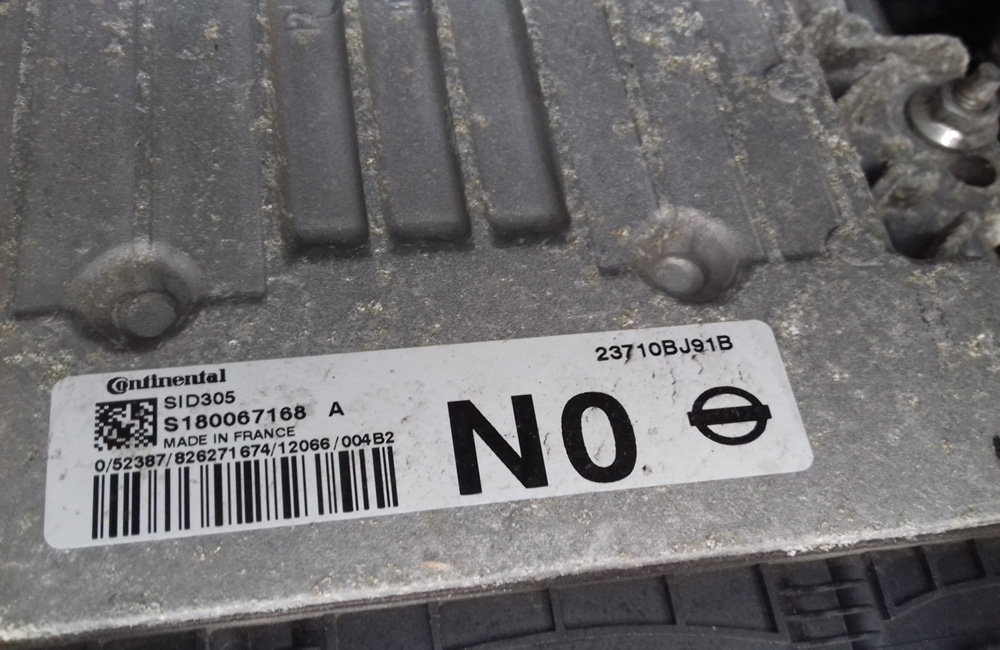 Continental
SID305
S180067168 A
MADE IN FRANCE
0/52387/826271674/12066/004B2
23710BJ91B
N0